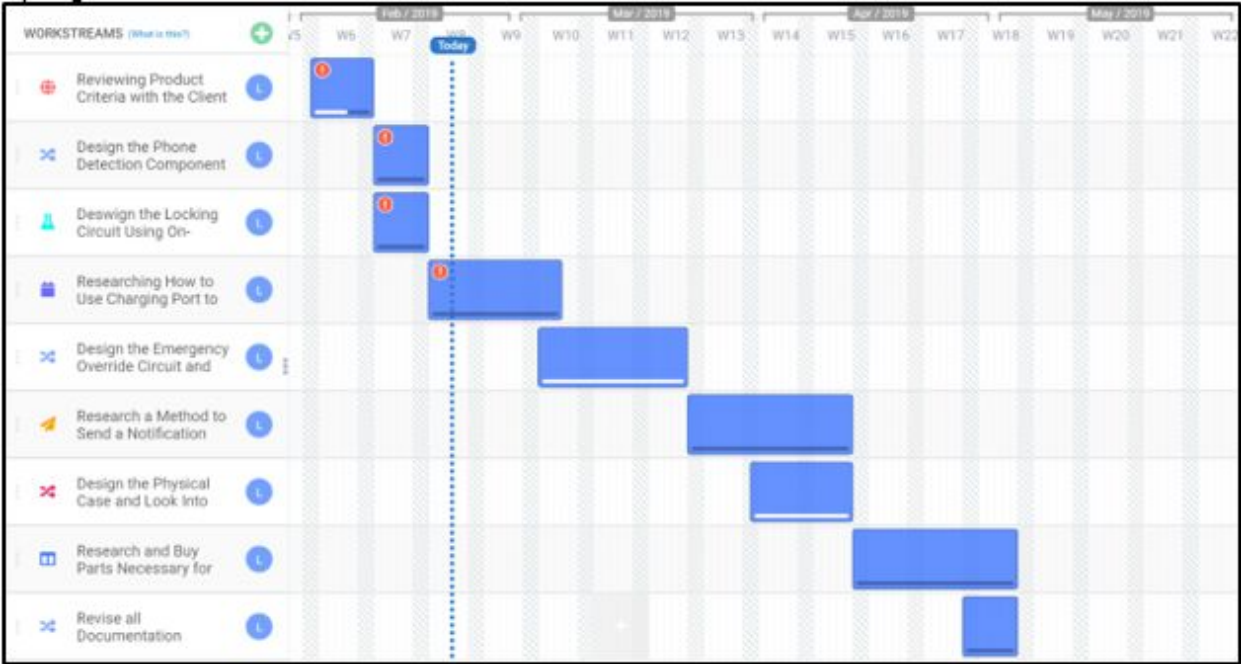 Feb / 2019 Mar / 2019 Apr / 2019 May / 2019
WORKSTREAMS (What is this?) W6 W7 W8 W9 W10 W11 W12 W13 W14 W15 W16 W17 W18 W19 W20 W21 W22
Today
Reviewing Product
Criteria with the Client
L
Design the Phone
Detection Component
L
Deswign the Locking
Circuit Using On-
L
Researching How to
Use Charging Port to
L
Design the Emergency
Override Circuit and
L
Research a Method to
Send a Notification
L
Design the Physical
Case and Look Into
L
Research and Buy
Parts Necessary for
L
Revise all
Documentation
L